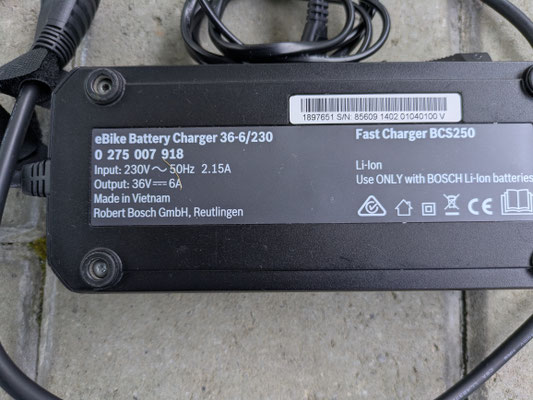 1897651 S/N: 85609 1402 01040100 V
eBike Battery Charger 36-6/230
0 275 007 918
Input: 230V ~ 50Hz 2.15A
Output: 36V ⎓ 6A
Made in Vietnam
Robert Bosch GmbH, Reutlingen
Fast Charger BCS250
Li-Ion
Use ONLY with BOSCH Li-Ion batteries
CE